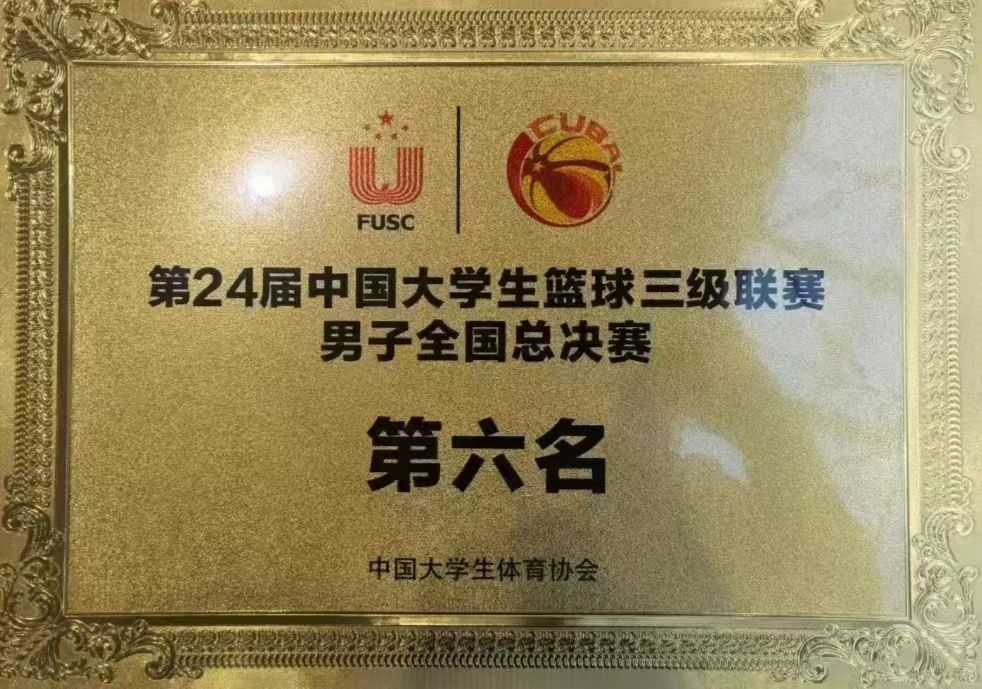 FUSC
CUBAL
第24届中国大学生篮球三级联赛
男子全国总决赛
第六名
中国大学生体育协会